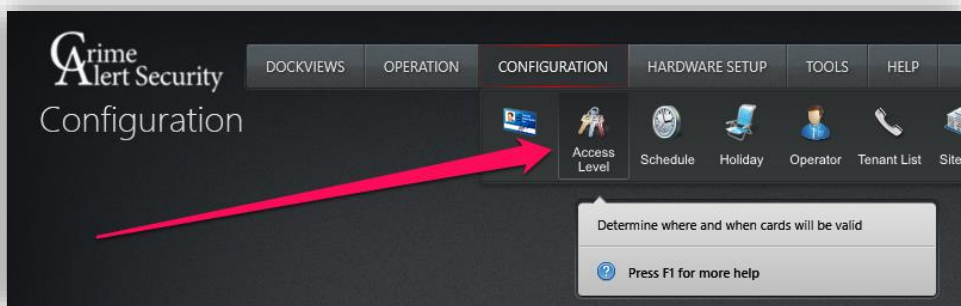 Crime
Alert Security
DOCKVIEWS OPERATION CONFIGURATION HARDWARE SETUP TOOLS HELP
Configuration
Access
Level
Schedule Holiday Operator Tenant List Site
Determine where and when cards will be valid
Press F1 for more help